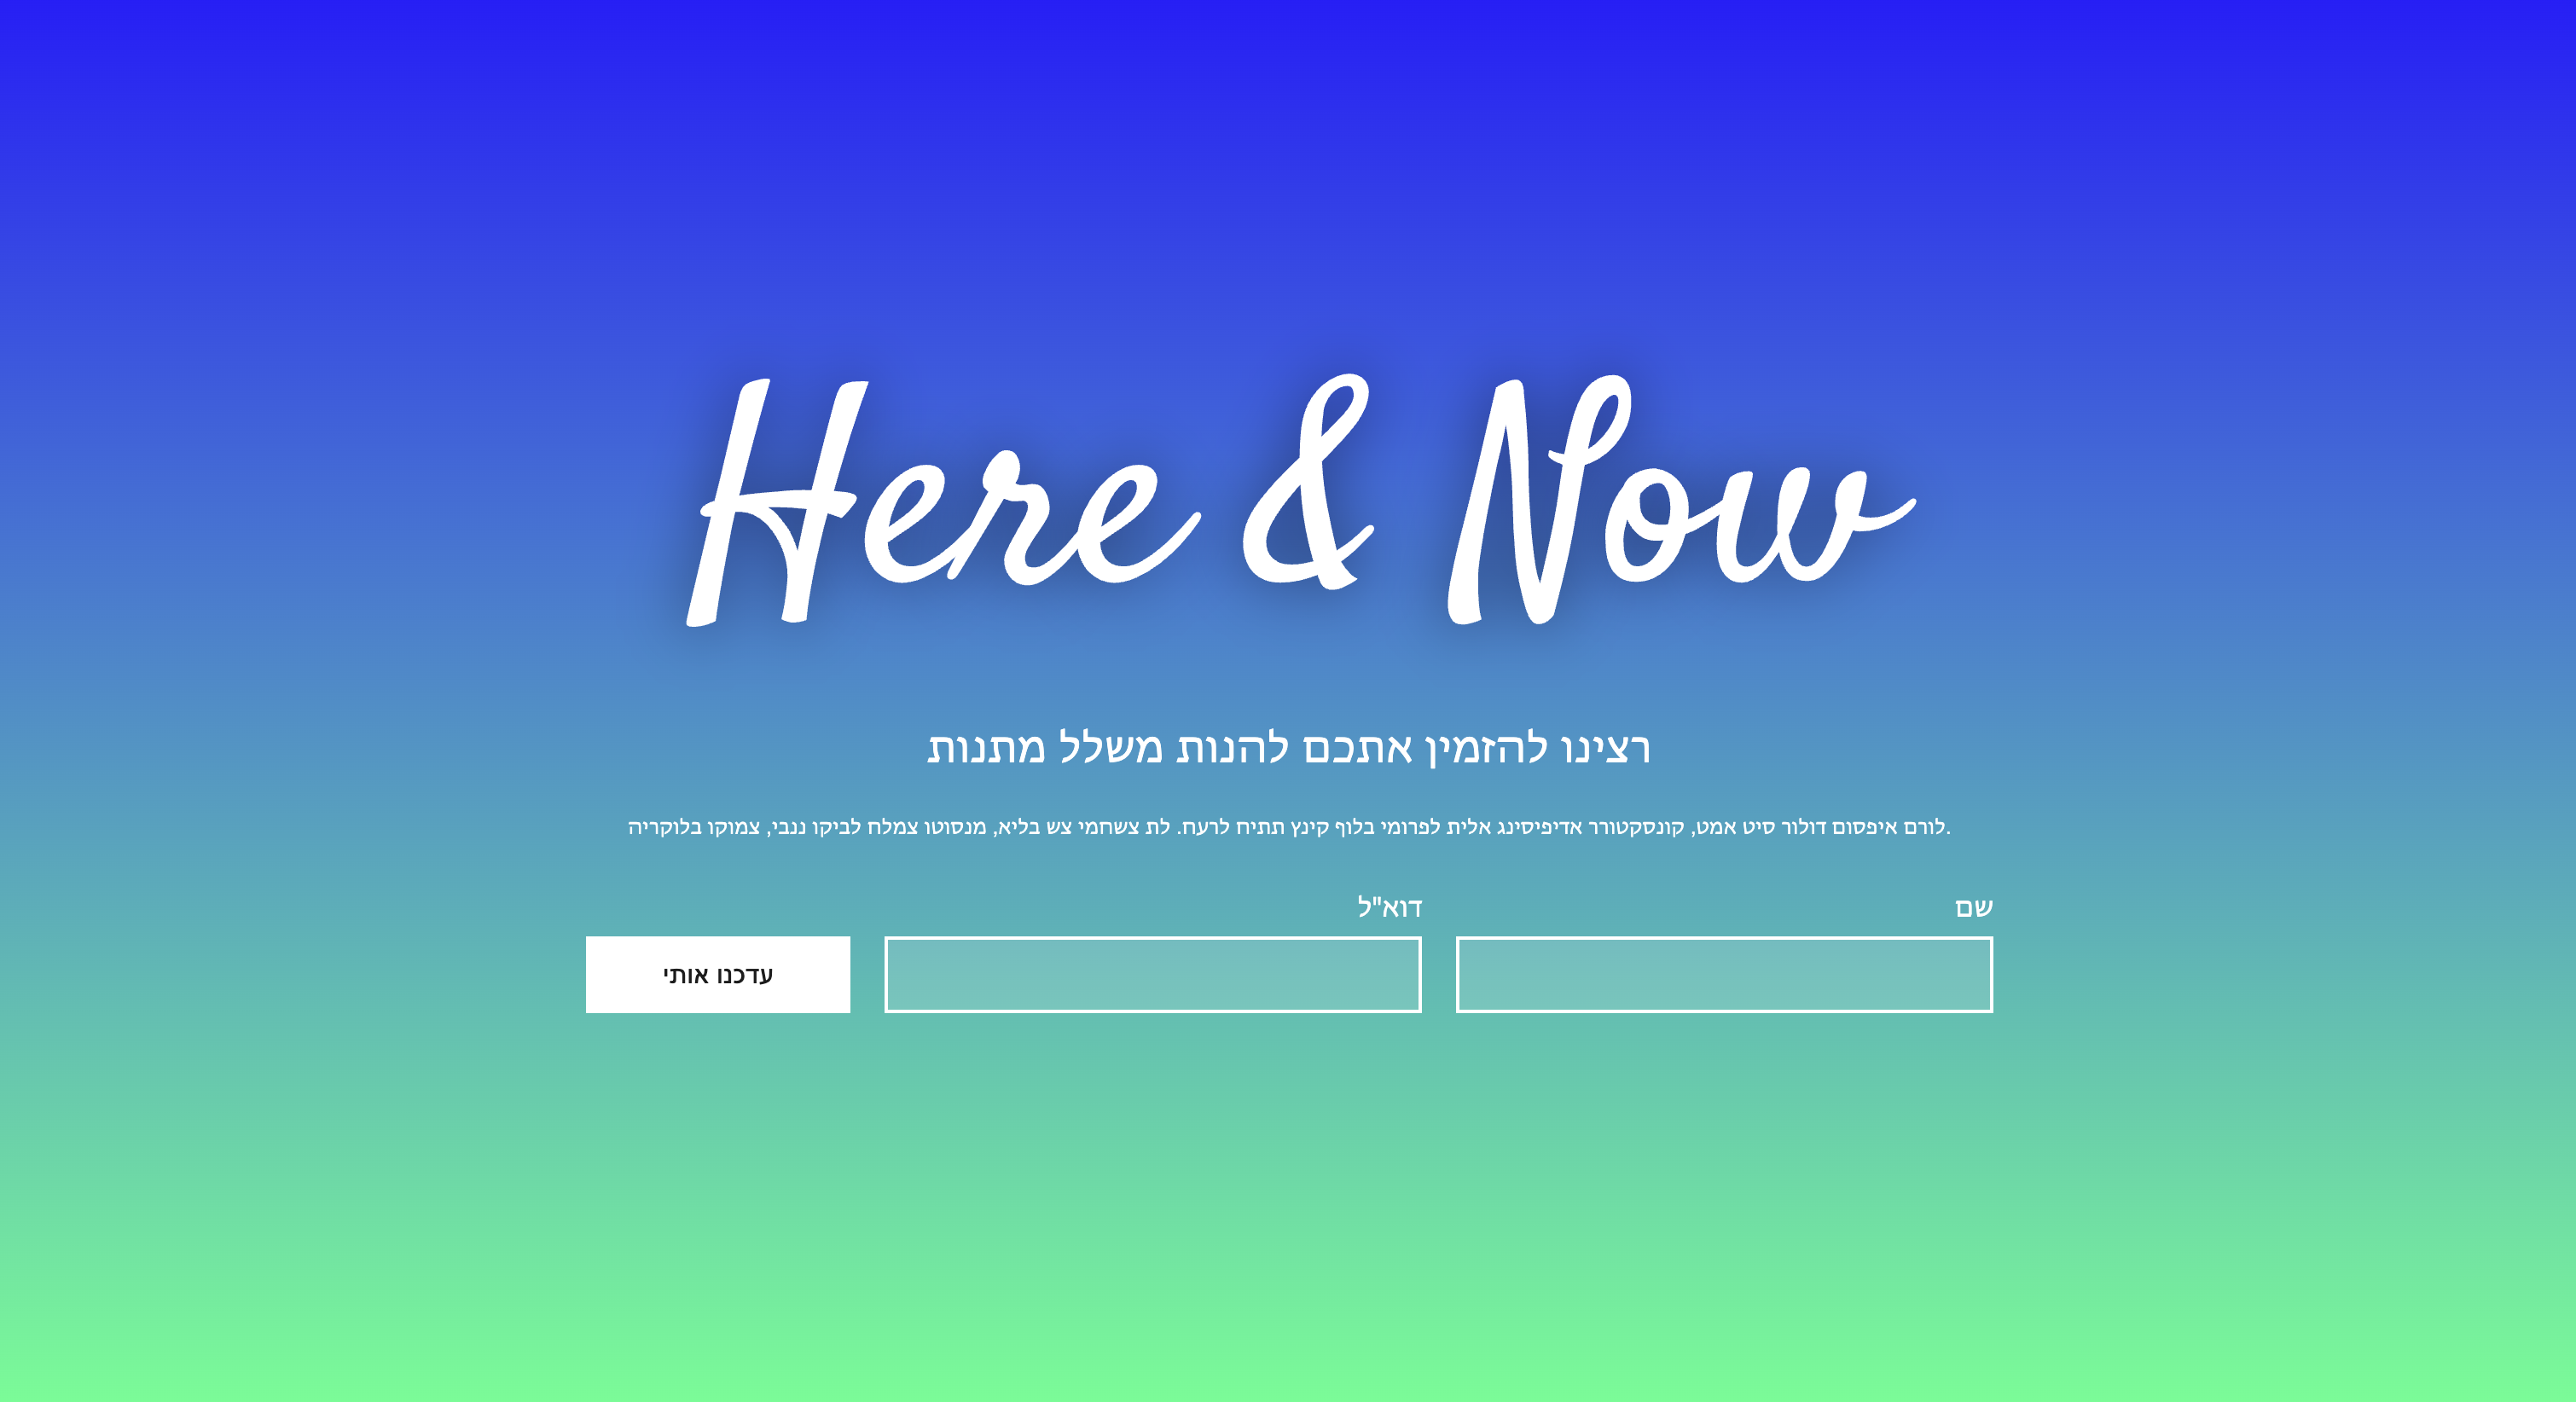 Here & Now
רצינו להזמין אתכם להנות משלל מתנות
לורם איפסום דולור סיט אמט, קונסקטורר אדיפיסינג אלית לפרומי בלוף קינץ תתיח לרעח. לת צשחמי צש בליא, מנסוטו צמלח לביקו ננבי, צמוקו בלוקריה.
שם
דוא"ל
עדכנו אותי